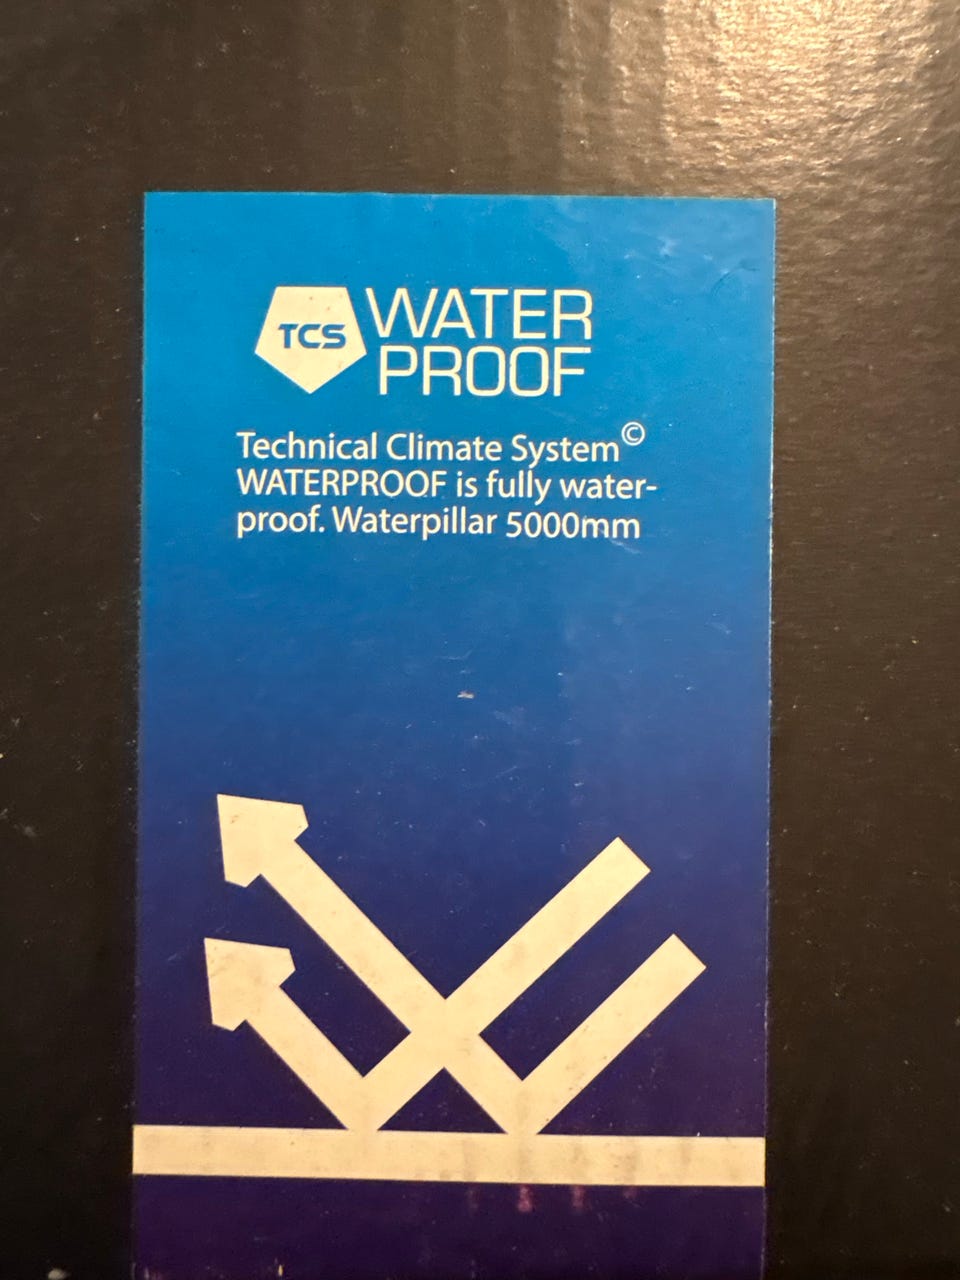 TCS
WATER
PROOF
Technical Climate System©
WATERPROOF is fully water-
proof. Waterpillar 5000mm